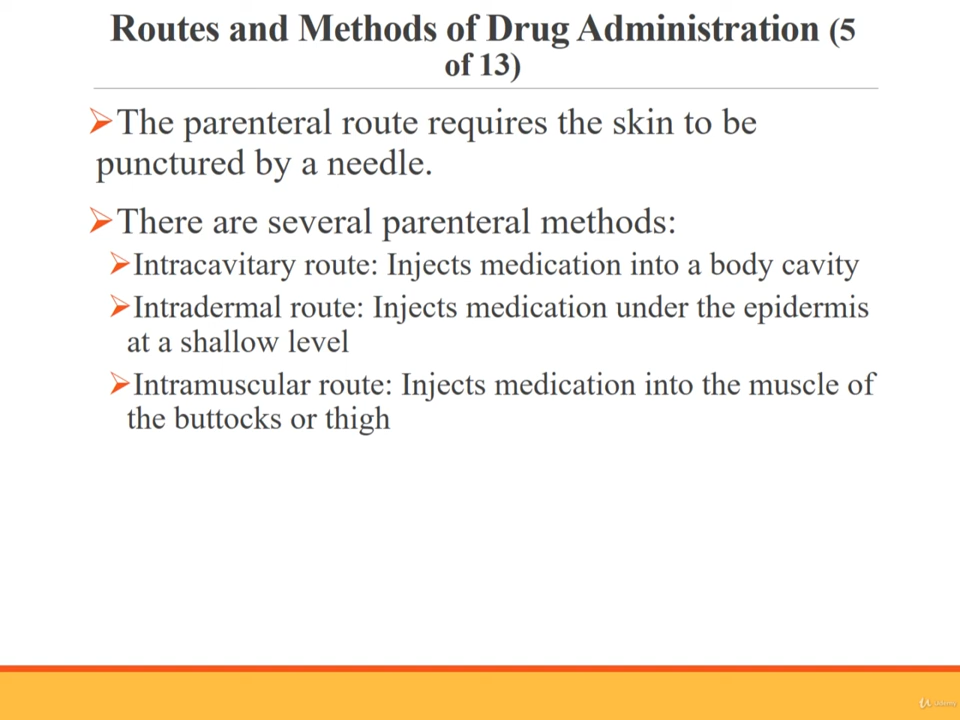 Routes and Methods of Drug Administration (5
of 13)
The parenteral route requires the skin to be
punctured by a needle.
There are several parenteral methods:
Intracavitary route: Injects medication into a body cavity
Intradermal route: Injects medication under the epidermis
at a shallow level
Intramuscular route: Injects medication into the muscle of
the buttocks or thigh
Udemy